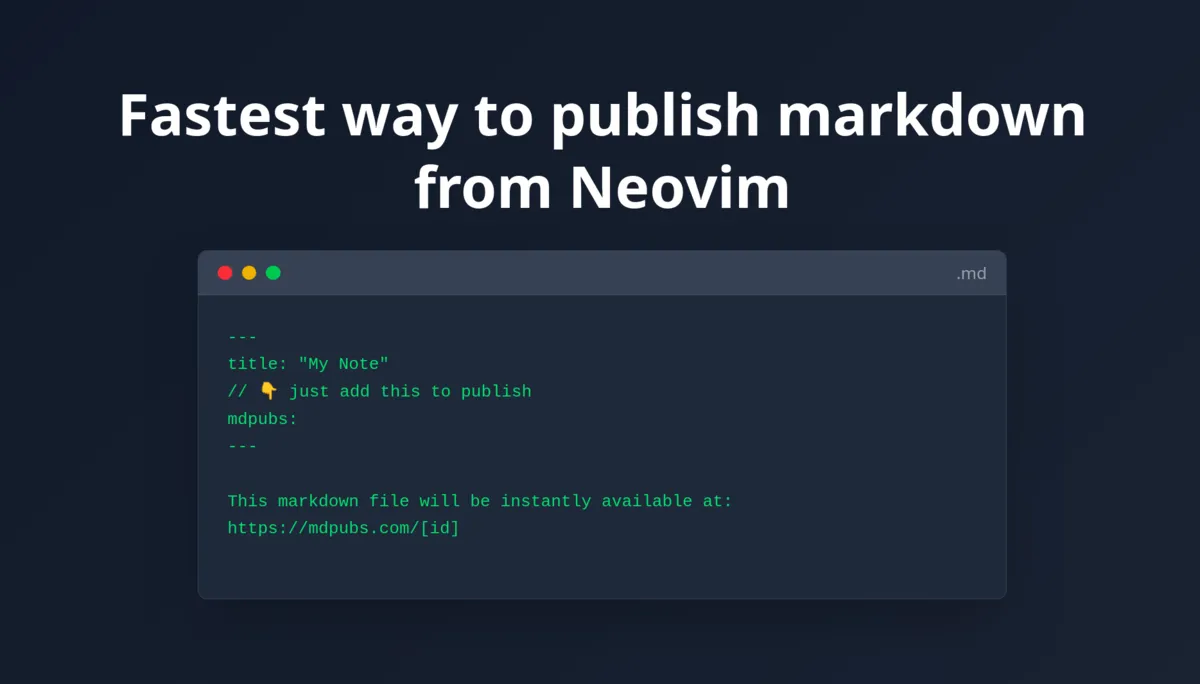 Fastest way to publish markdown
from Neovim
.md
---
title: "My Note"
// 👇 just add this to publish
mdpubs:
---
This markdown file will be instantly available at:
https://mdpubs.com/[id]